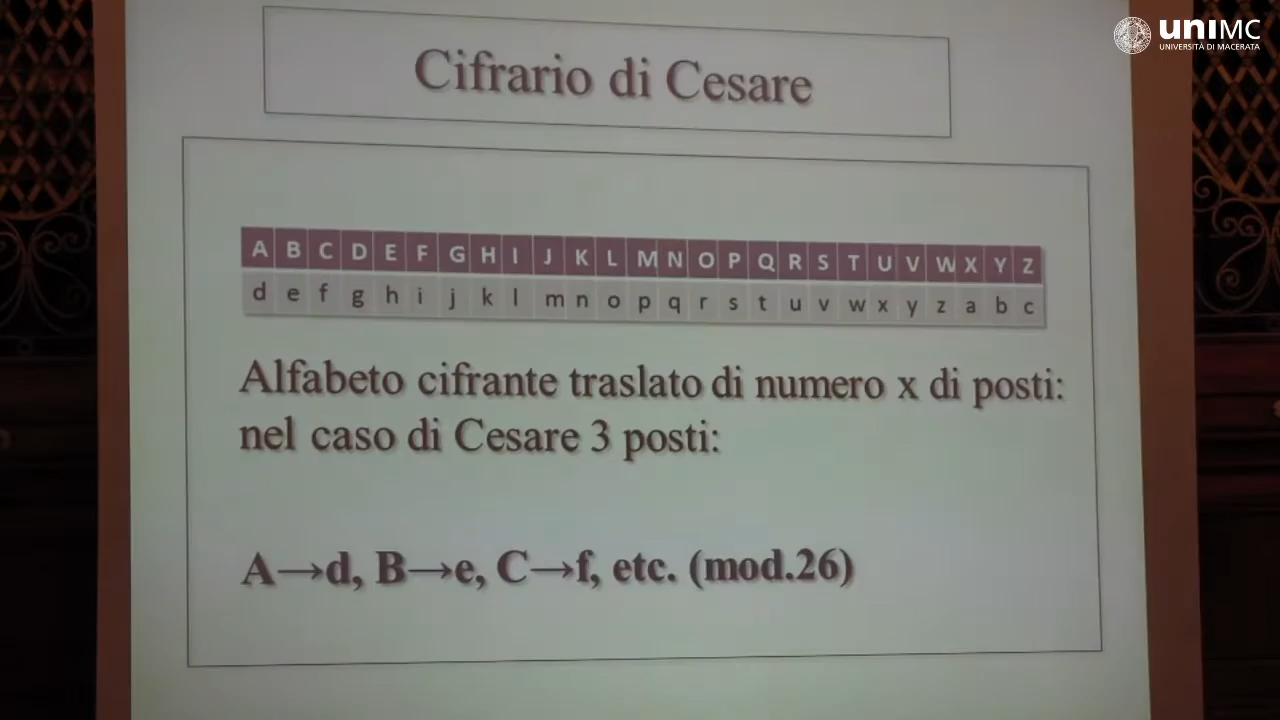 uniMC
UNIVERSITÀ DI MACERATA
Cifrario di Cesare
A B C D E F G H I J K L M N O P Q R S T U V W X Y Z
d e f g h i j k l m n o p q r s t u v w x y z a b c
Alfabeto cifrante traslato di numero x di posti:
nel caso di Cesare 3 posti:
A→d, B→e, C→f, etc. (mod.26)